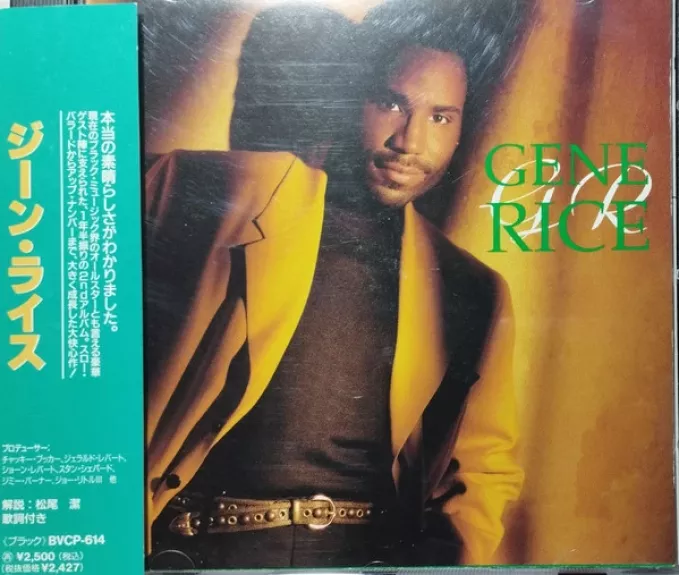 ジーン・ライス
本当の素晴らしさがわかりました。
現在のブラック・ミュージック界のオールスターとも言える豪華
ゲスト陣に支えられた、1年半振りの2ndアルバム。スロー・
バラードからアップ・ナンバーまで、大きく成長した大快心作!
プロデューサー:
チャッキー・ブッカー、ジェラルド・レバート、
ショーン・レバート、スタン・シェパード、
ジミー・バーナー、ジョー・リトルIII 他
解説:松尾 潔
歌詞付き
〈ブラック〉BVCP-614
¥2,500(税込)
(税抜価格¥2,427)
GENE
GR
RICE